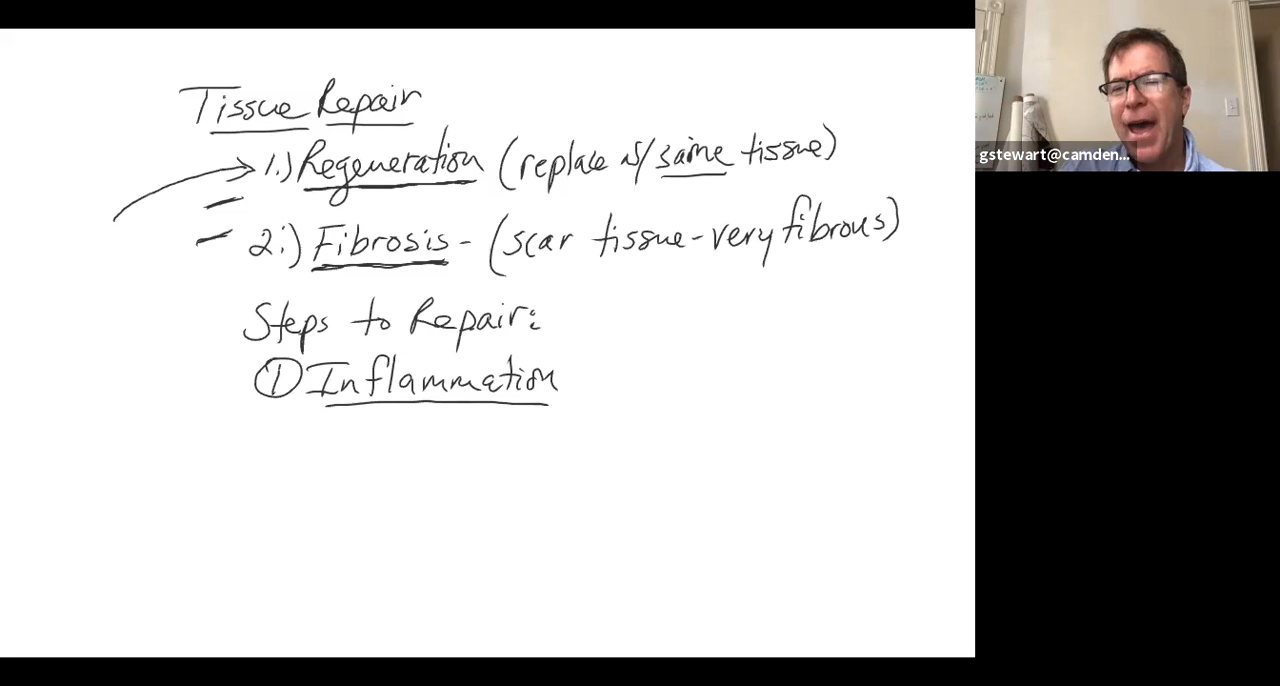 Tissue Repair
1.) Regeneration (replace w/ same tissue)
2.) Fibrosis - (scar tissue - very fibrous)
Steps to Repair:
① Inflammation
gstewart@camden...